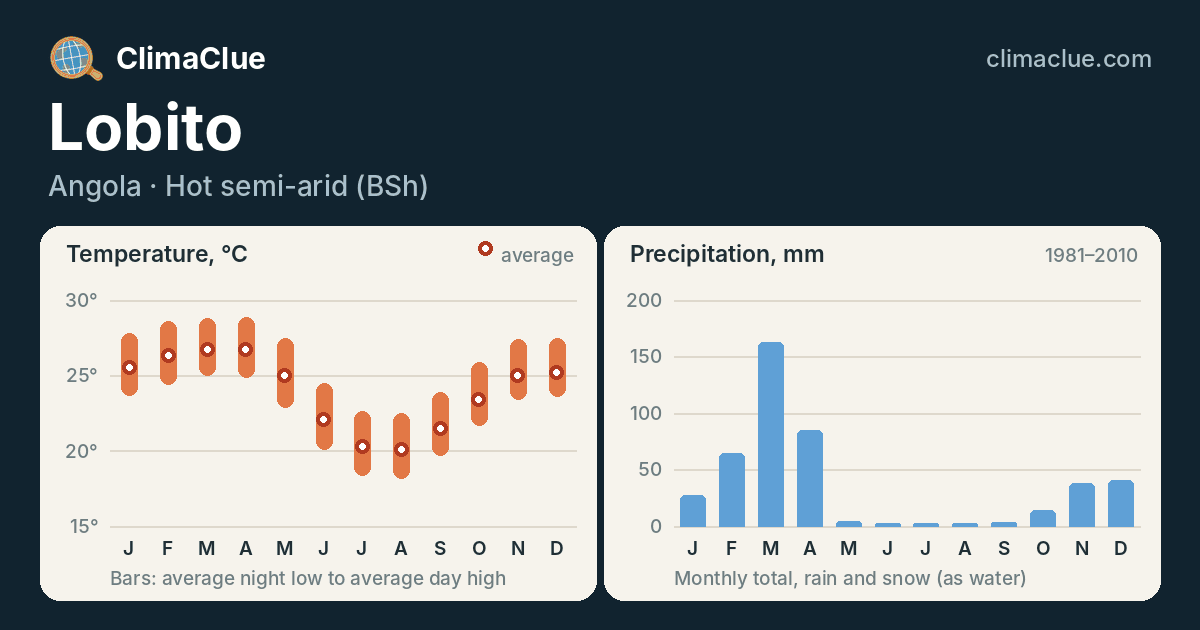 ClimaClue
climaclue.com
Lobito
Angola · Hot semi-arid (BSh)
Temperature, °C
average
30°
25°
20°
15°
J F M A M J J A S O N D
Bars: average night low to average day high
Precipitation, mm
1981–2010
200
150
100
50
0
J F M A M J J A S O N D
Monthly total, rain and snow (as water)